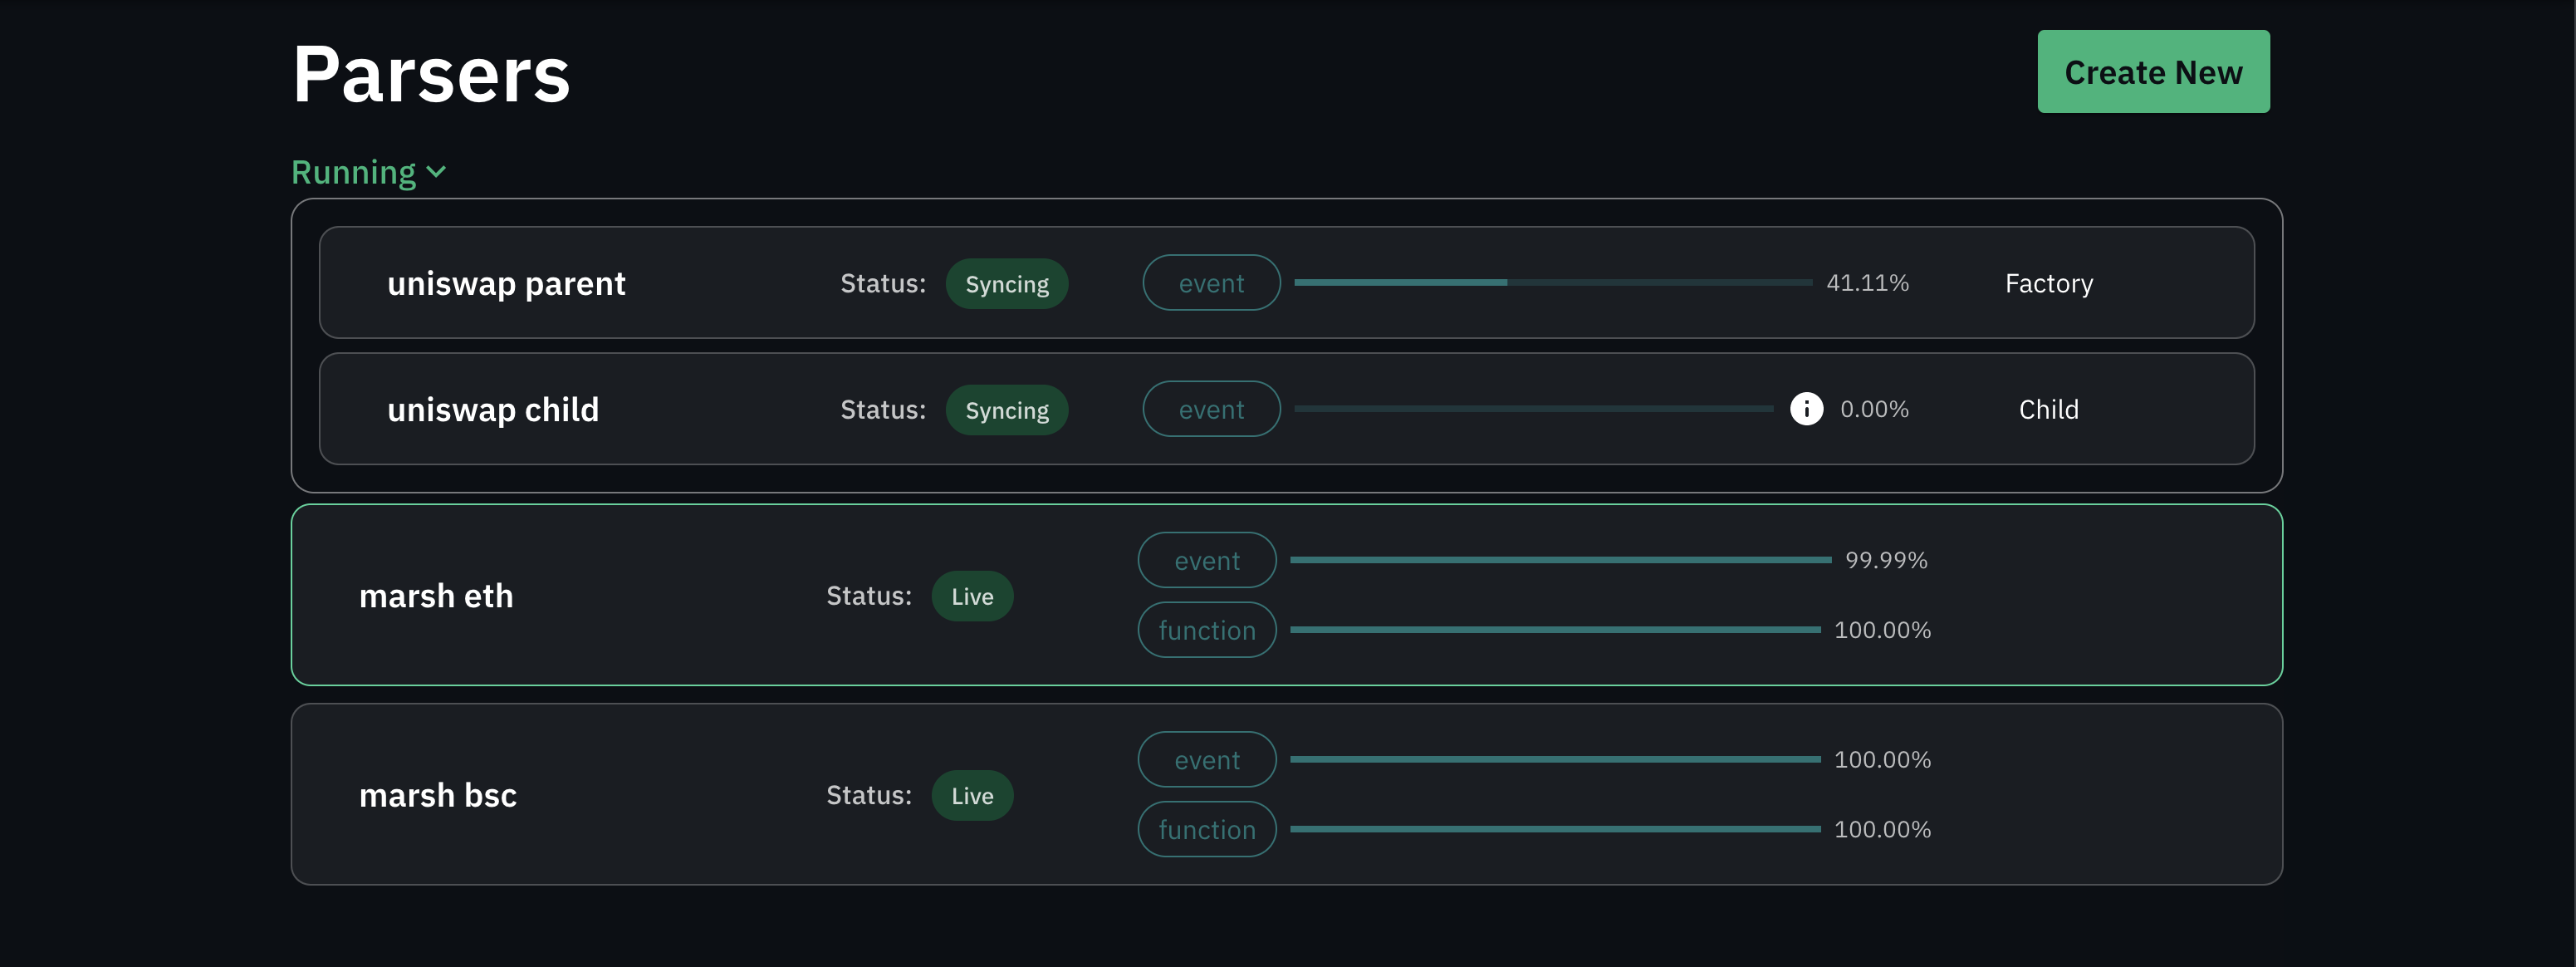 Parsers
Create New
Running
uniswap parent Status: Syncing event 41.11% Factory
uniswap child Status: Syncing event 0.00% Child
marsh eth Status: Live
event 99.99%
function 100.00%
marsh bsc Status: Live
event 100.00%
function 100.00%